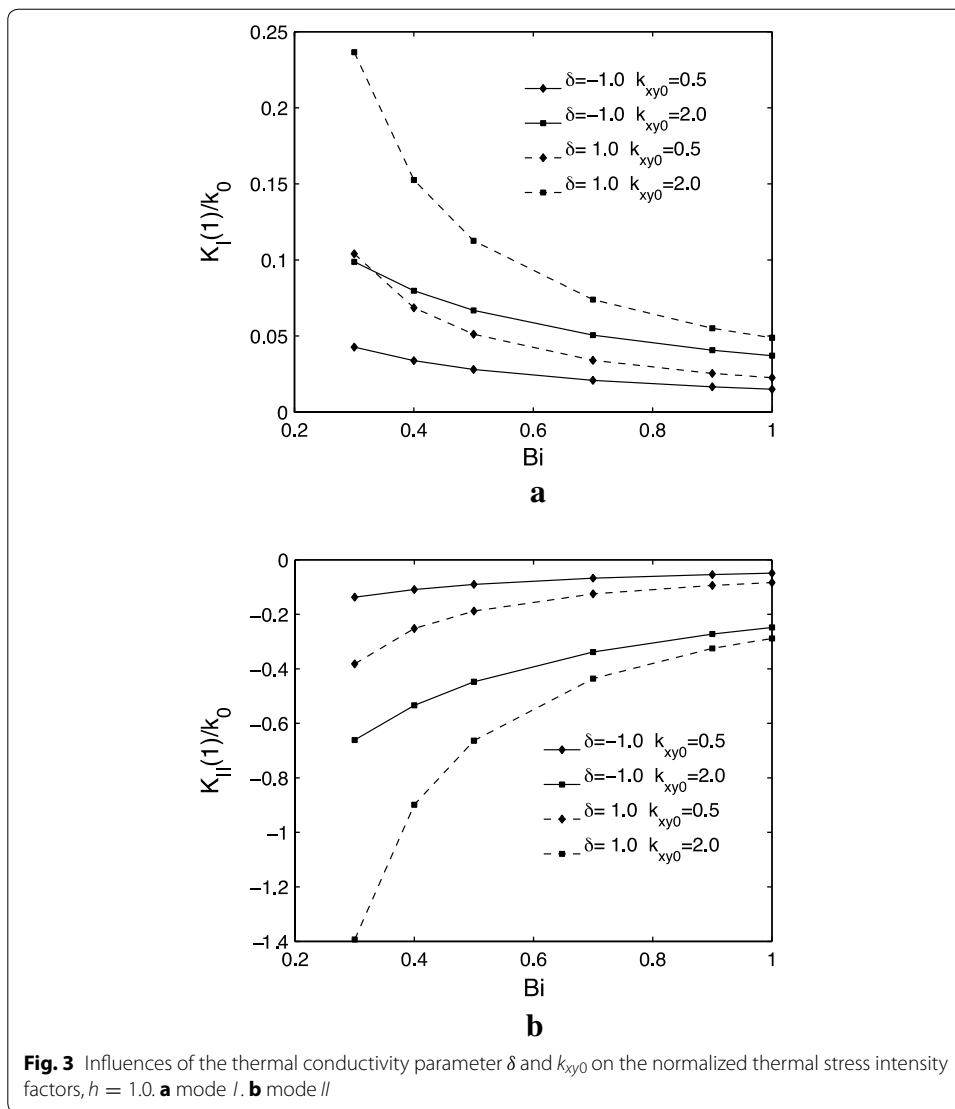 0.25
0.2
0.15
0.1
0.05
0
0.2
0.4
0.6
0.8
1
K_I(1)/k_0
Bi
δ=−1.0 k_xy0=0.5
δ=−1.0 k_xy0=2.0
δ= 1.0 k_xy0=0.5
δ= 1.0 k_xy0=2.0
a
0
−0.2
−0.4
−0.6
−0.8
−1
−1.2
−1.4
0.2
0.4
0.6
0.8
1
K_II(1)/k_0
Bi
δ=−1.0 k_xy0=0.5
δ=−1.0 k_xy0=2.0
δ= 1.0 k_xy0=0.5
δ= 1.0 k_xy0=2.0
b
Fig. 3 Influences of the thermal conductivity parameter δ and k_xy0 on the normalized thermal stress intensity
factors, h = 1.0. a mode I. b mode II